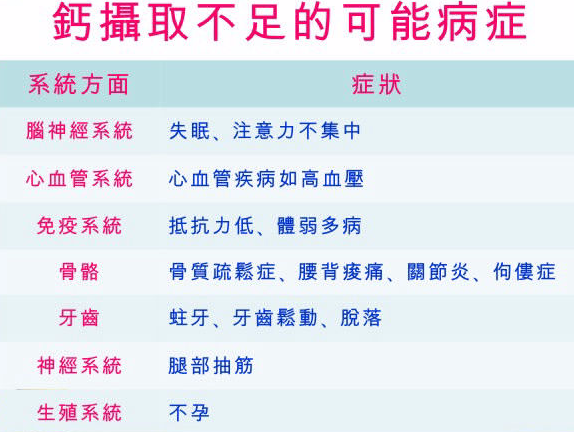 鈣攝取不足的可能病症
系統方面 症狀
腦神經系統 失眠、注意力不集中
心血管系統 心血管疾病如高血壓
免疫系統 抵抗力低、體弱多病
骨骼 骨質疏鬆症、腰背痠痛、關節炎、佝僂症
牙齒 蛀牙、牙齒鬆動、脫落
神經系統 腿部抽筋
生殖系統 不孕